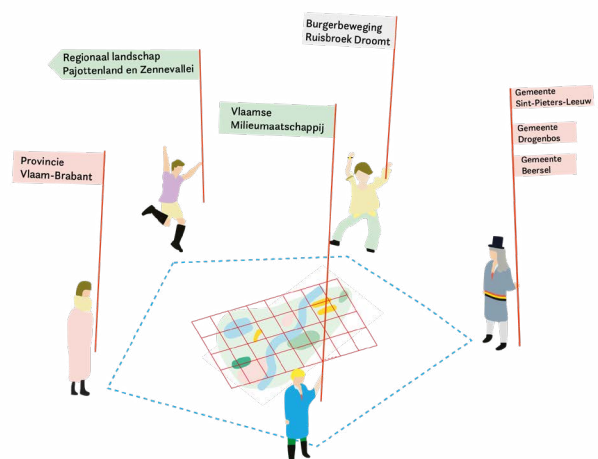 Burgerbeweging
Ruisbroek Droomt
Regionaal landschap
Pajottenland en Zennevallei
Gemeente
Sint-Pieters-Leeuw
Vlaamse
Milieumaatschappij
Gemeente
Drogenbos
Provincie
Vlaam-Brabant
Gemeente
Beersel